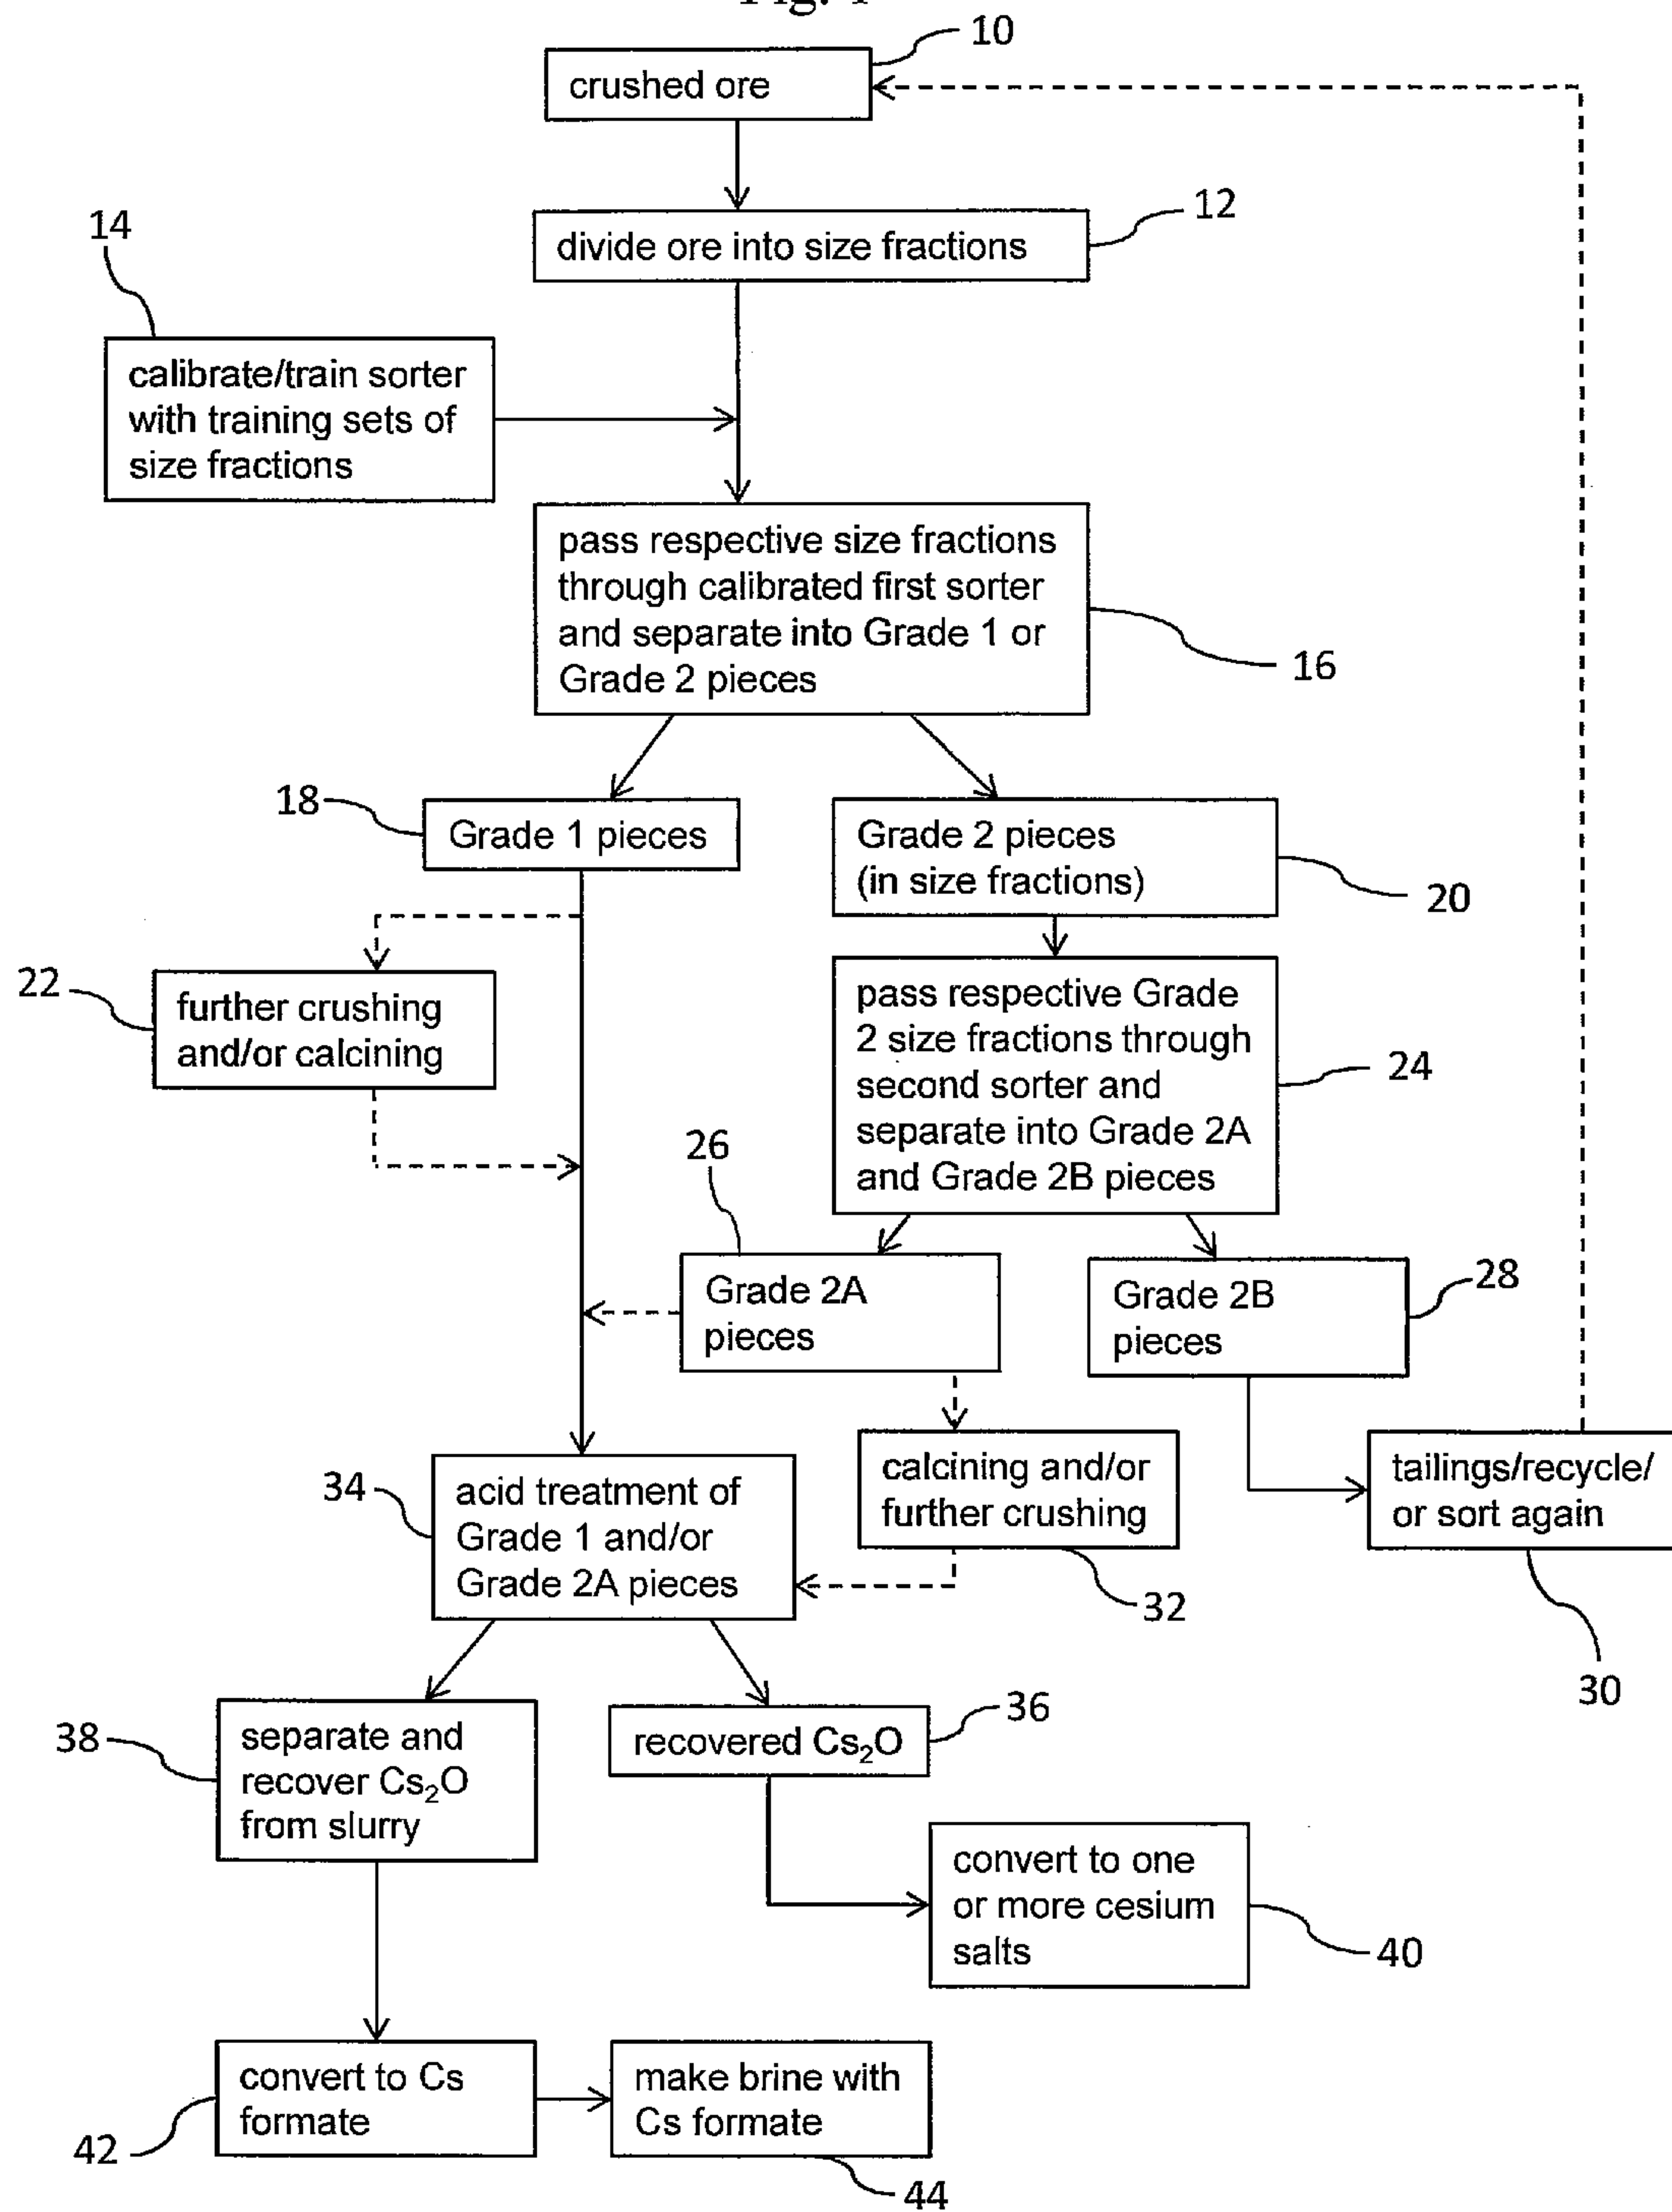 Fig. 1
10
crushed ore
12
divide ore into size fractions
14
calibrate/train sorter
with training sets of
size fractions
pass respective size fractions
through calibrated first sorter
and separate into Grade 1 or
Grade 2 pieces
16
18
Grade 1 pieces
Grade 2 pieces
(in size fractions)
20
22
further crushing
and/or calcining
pass respective Grade
2 size fractions through
second sorter and
separate into Grade 2A
and Grade 2B pieces
24
26
Grade 2A
pieces
Grade 2B
pieces
28
34
acid treatment of
Grade 1 and/or
Grade 2A pieces
calcining and/or
further crushing
32
tailings/recycle/
or sort again
30
38
separate and
recover Cs₂O
from slurry
36
recovered Cs₂O
convert to one
or more cesium
salts
40
convert to Cs
formate
42
make brine with
Cs formate
44